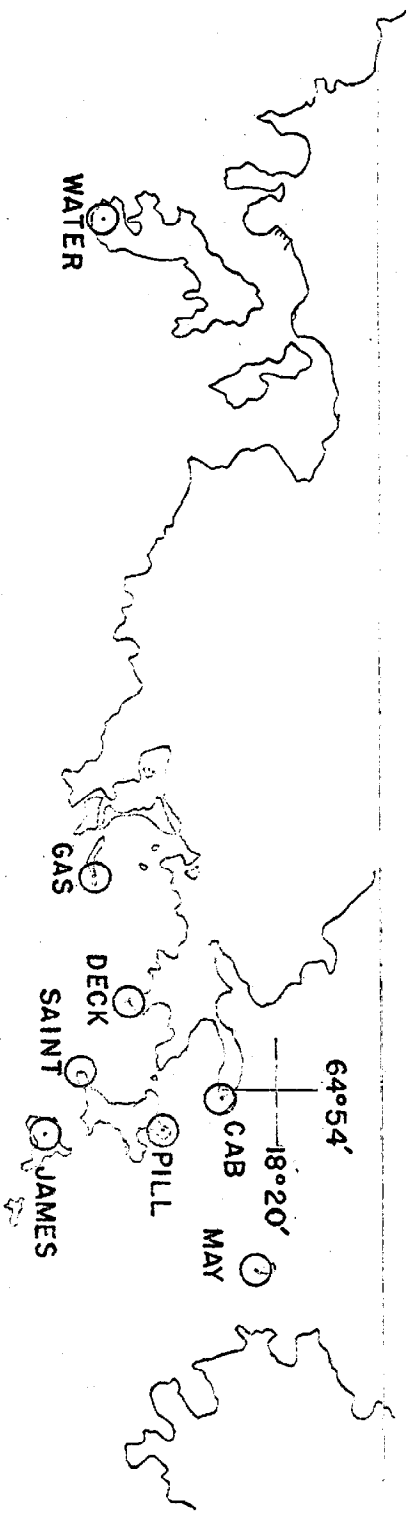 WATER
GAS
DECK
SAINT
JAMES
PILL
CAB
MAY
64°54'
18°20'